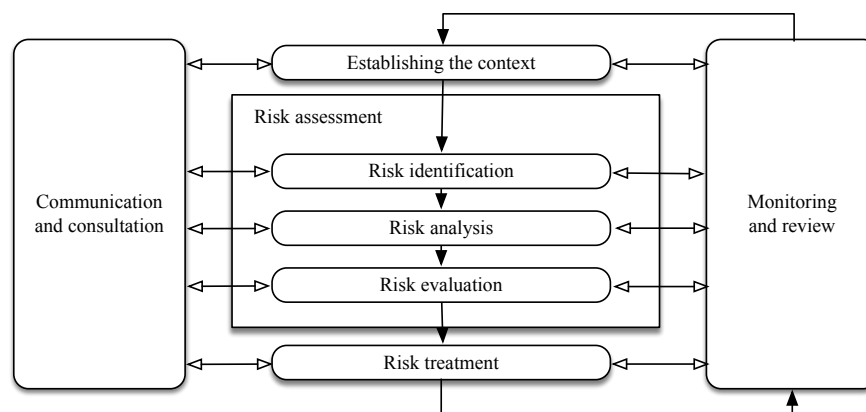 Establishing the context
Risk assessment
Risk identification
Communication
and consultation
Monitoring
and review
Risk analysis
Risk evaluation
Risk treatment